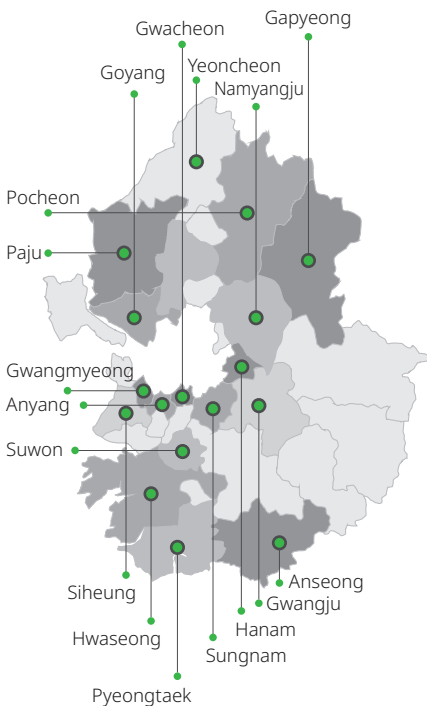 Gapyeong
Gwacheon
Yeoncheon
Goyang
Namyangju
Pocheon
Paju
Gwangmyeong
Anyang
Suwon
Siheung
Anseong
Gwangju
Hanam
Hwaseong
Sungnam
Pyeongtaek